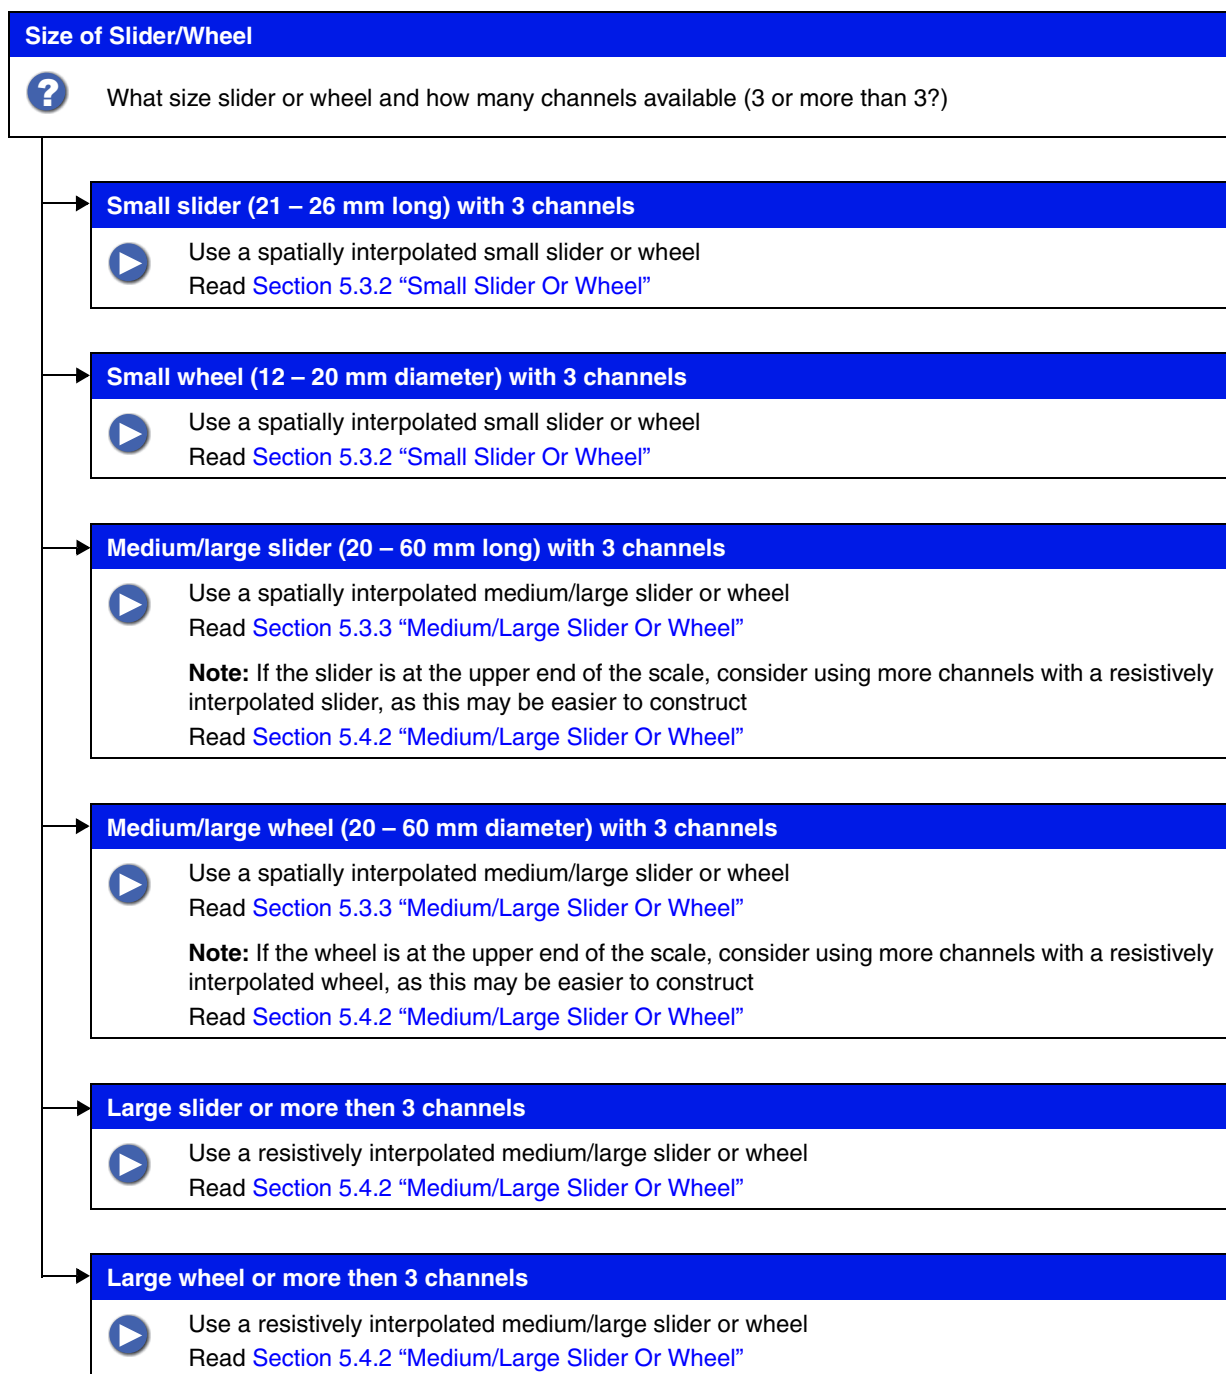 Size of Slider/Wheel
?
What size slider or wheel and how many channels available (3 or more than 3?)
Small slider (21 – 26 mm long) with 3 channels
Use a spatially interpolated small slider or wheel
Read Section 5.3.2 “Small Slider Or Wheel”
Small wheel (12 – 20 mm diameter) with 3 channels
Use a spatially interpolated small slider or wheel
Read Section 5.3.2 “Small Slider Or Wheel”
Medium/large slider (20 – 60 mm long) with 3 channels
Use a spatially interpolated medium/large slider or wheel
Read Section 5.3.3 “Medium/Large Slider Or Wheel”
Note: If the slider is at the upper end of the scale, consider using more channels with a resistively
interpolated slider, as this may be easier to construct
Read Section 5.4.2 “Medium/Large Slider Or Wheel”
Medium/large wheel (20 – 60 mm diameter) with 3 channels
Use a spatially interpolated medium/large slider or wheel
Read Section 5.3.3 “Medium/Large Slider Or Wheel”
Note: If the wheel is at the upper end of the scale, consider using more channels with a resistively
interpolated wheel, as this may be easier to construct
Read Section 5.4.2 “Medium/Large Slider Or Wheel”
Large slider or more then 3 channels
Use a resistively interpolated medium/large slider or wheel
Read Section 5.4.2 “Medium/Large Slider Or Wheel”
Large wheel or more then 3 channels
Use a resistively interpolated medium/large slider or wheel
Read Section 5.4.2 “Medium/Large Slider Or Wheel”